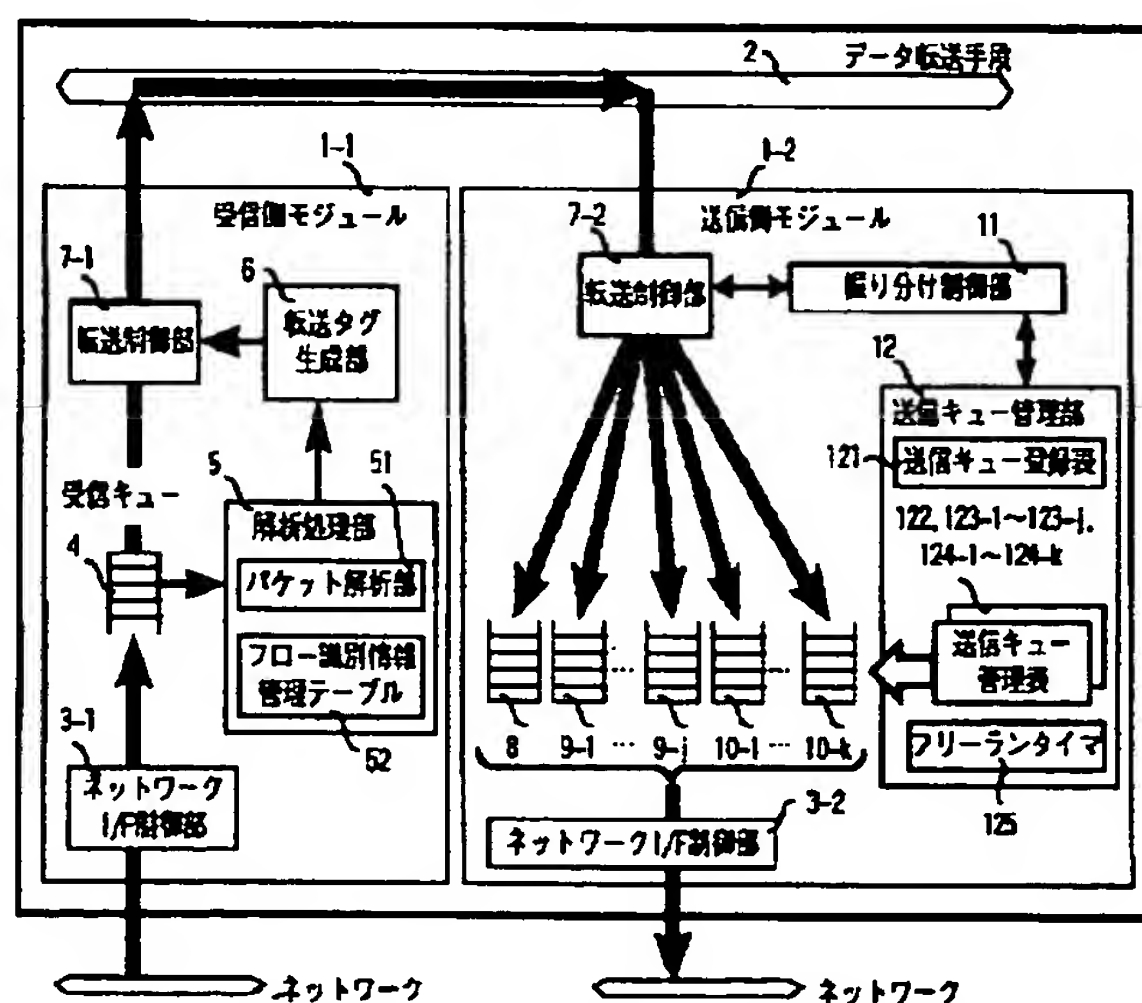 2
データ転送手段
1-1
受信側モジュール
7-1
転送制御部
6
転送タグ
生成部
受信キュー
4
5
解析処理部
51
パケット解析部
フロー識別情報
管理テーブル
52
3-1
ネットワーク
I/F制御部
ネットワーク
1-2
送信側モジュール
7-2
転送制御部
11
振り分け制御部
12
送信キュー管理部
121
送信キュー登録表
122, 123-1〜123-j,
124-1〜124-k
送信キュー
管理表
フリーランタイマ
125
8
9-1 … 9-j
10-1 … 10-k
3-2
ネットワークI/F制御部
ネットワーク